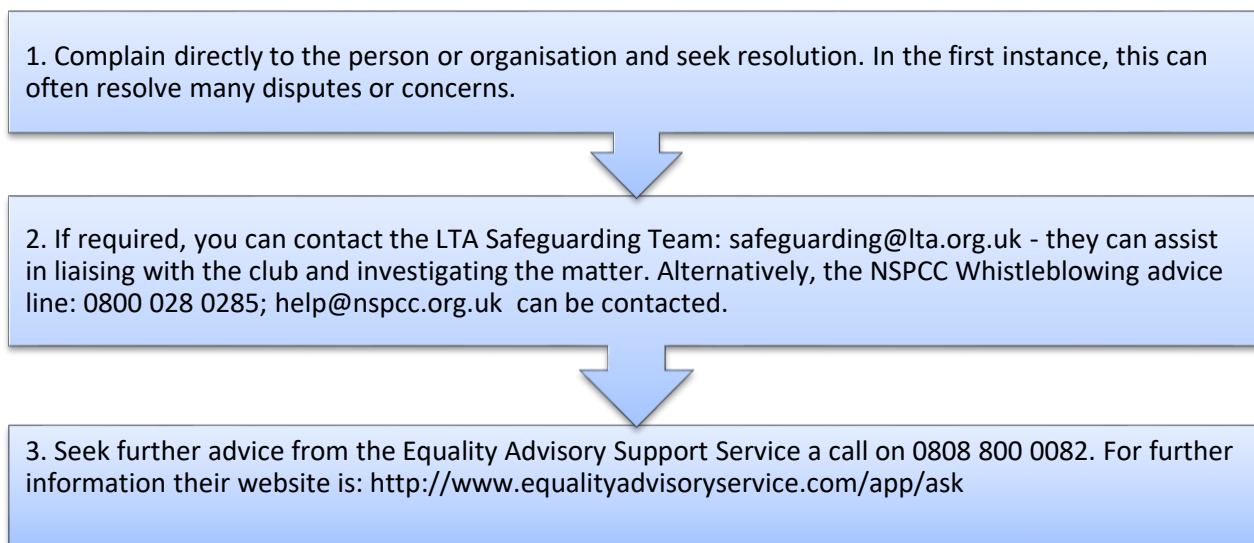 1. Complain directly to the person or organisation and seek resolution. In the first instance, this can
often resolve many disputes or concerns.
2. If required, you can contact the LTA Safeguarding Team: safeguarding@lta.org.uk - they can assist
in liaising with the club and investigating the matter. Alternatively, the NSPCC Whistleblowing advice
line: 0800 028 0285; help@nspcc.org.uk  can be contacted.
3. Seek further advice from the Equality Advisory Support Service a call on 0808 800 0082. For further
information their website is: http://www.equalityadvisoryservice.com/app/ask